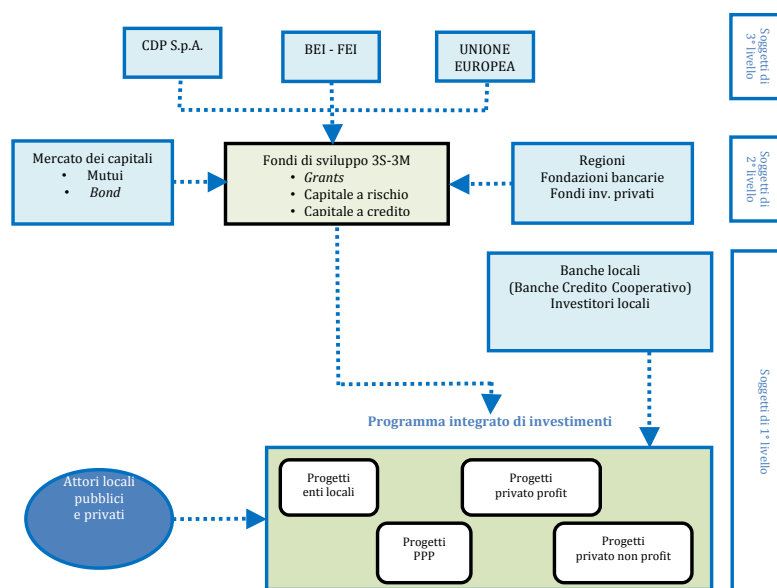 CDP S.p.A.
BEI - FEI
UNIONE
EUROPEA
Soggetti di
3° livello
Mercato dei capitali
• Mutui
• Bond
Fondi di sviluppo 3S-3M
• Grants
• Capitale a rischio
• Capitale a credito
Regioni
Fondazioni bancarie
Fondi inv. privati
Soggetti di
2° livello
Banche locali
(Banche Credito Cooperativo)
Investitori locali
Soggetti di 1° livello
Programma integrato di investimenti
Attori locali
pubblici
e privati
Progetti
enti locali
Progetti
privato profit
Progetti
PPP
Progetti
privato non profit